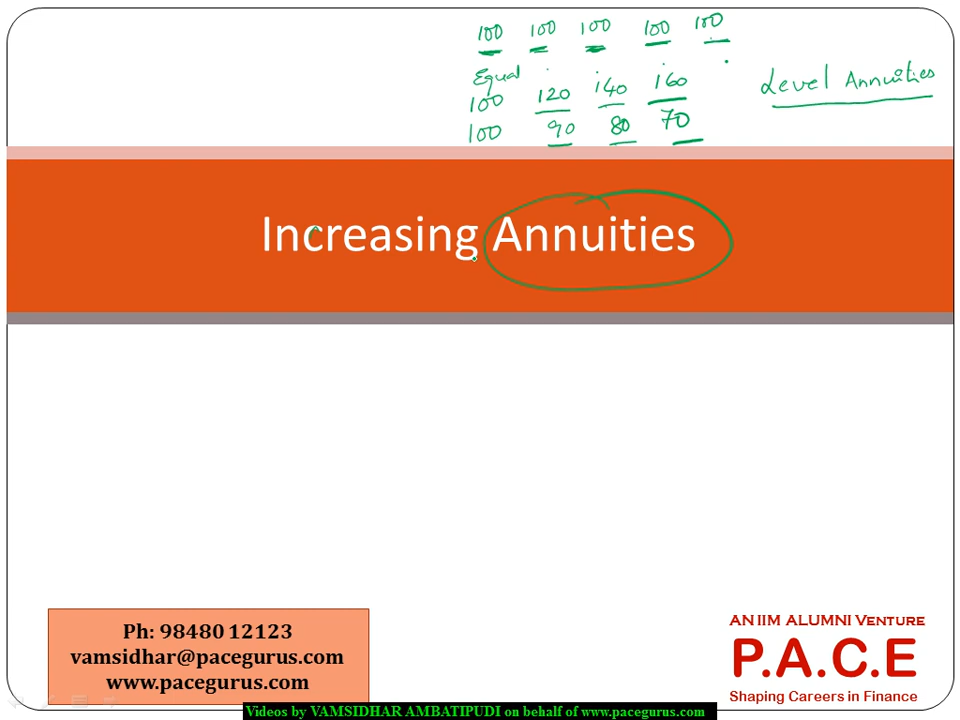 100 100 100 100 100
Equal
100 120 140 160
100 90 80 70
Level Annuities
Increasing Annuities
Ph: 98480 12123
vamsidhar@pacegurus.com
www.pacegurus.com
AN IIM ALUMNI VENTURE
P.A.C.E
Shaping Careers in Finance
Videos by VAMSIDHAR AMBATIPUDI on behalf of www.pacegurus.com